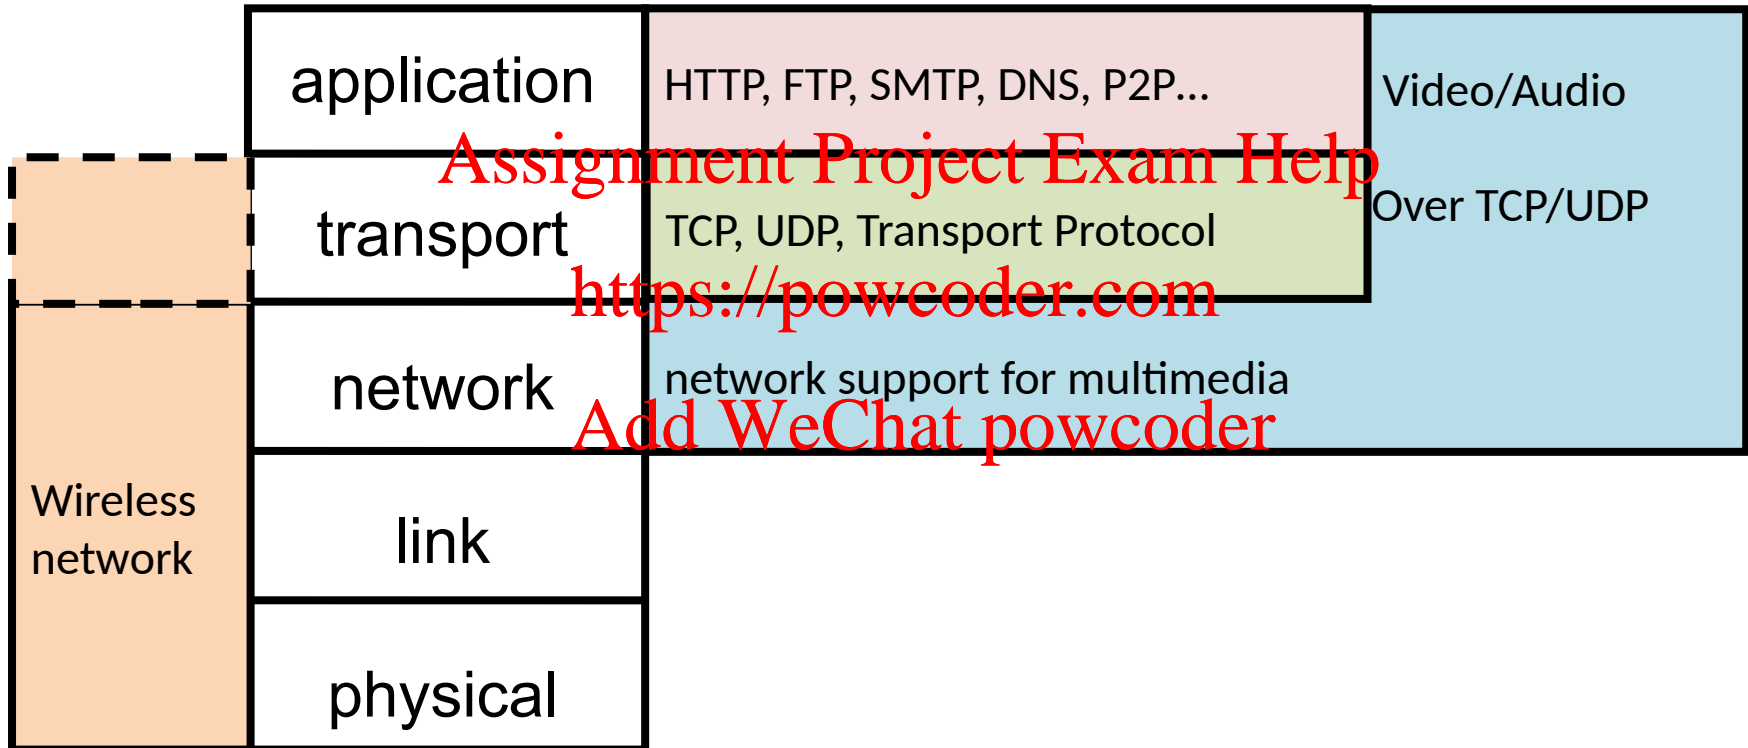 application
HTTP, FTP, SMTP, DNS, P2P...
Video/Audio
Assignment Project Exam Help
transport
TCP, UDP, Transport Protocol
Over TCP/UDP
https://powcoder.com
network
network support for multimedia
Add WeChat powcoder
Wireless
network
link
physical